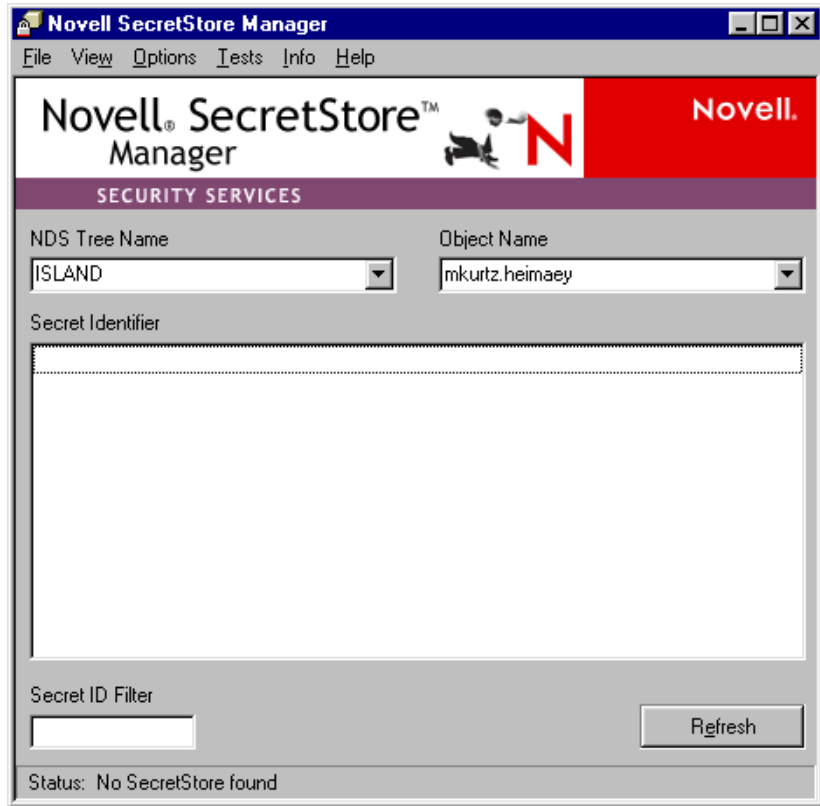 Novell SecretStore Manager
File View Options Tests Info Help
Novell® SecretStore™
Manager
N
Novell.
SECURITY SERVICES
NDS Tree Name
Object Name
ISLAND
mkurtz.heimaey
Secret Identifier
Secret ID Filter
Refresh
Status: No SecretStore found